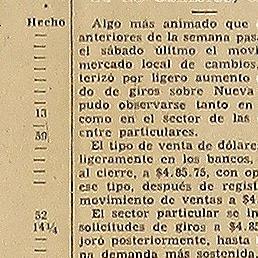 Hecho
13
39
52
14¼
Algo más animado que
anteriores de la semana pas
el sábado úlitmo el movi
mercado local de cambios,
terizó por ligero aumento
do de giros sobre Nueva
pudo observarse tanto en
como en el sector de las
entre particulares.
El tipo de venta de dólare
ligeramente en los bancos,
al cierre, a $4.85.75, con op
ese tipo, después de regist
movimiento de ventas a $4
El sector particular se in
solicitudes de giros a $4.85
joró posteriormente, hasta
na demanda más sostenida.